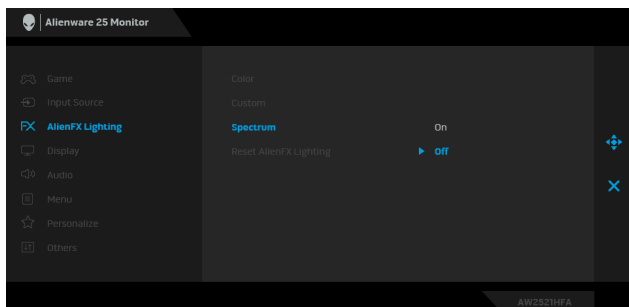 Alienware 25 Monitor
Game
Color
Input Source
Custom
FX AlienFX Lighting
Spectrum
On
Display
Reset AlienFX Lighting
Off
Audio
Menu
Personalize
Others
AW2521HFA